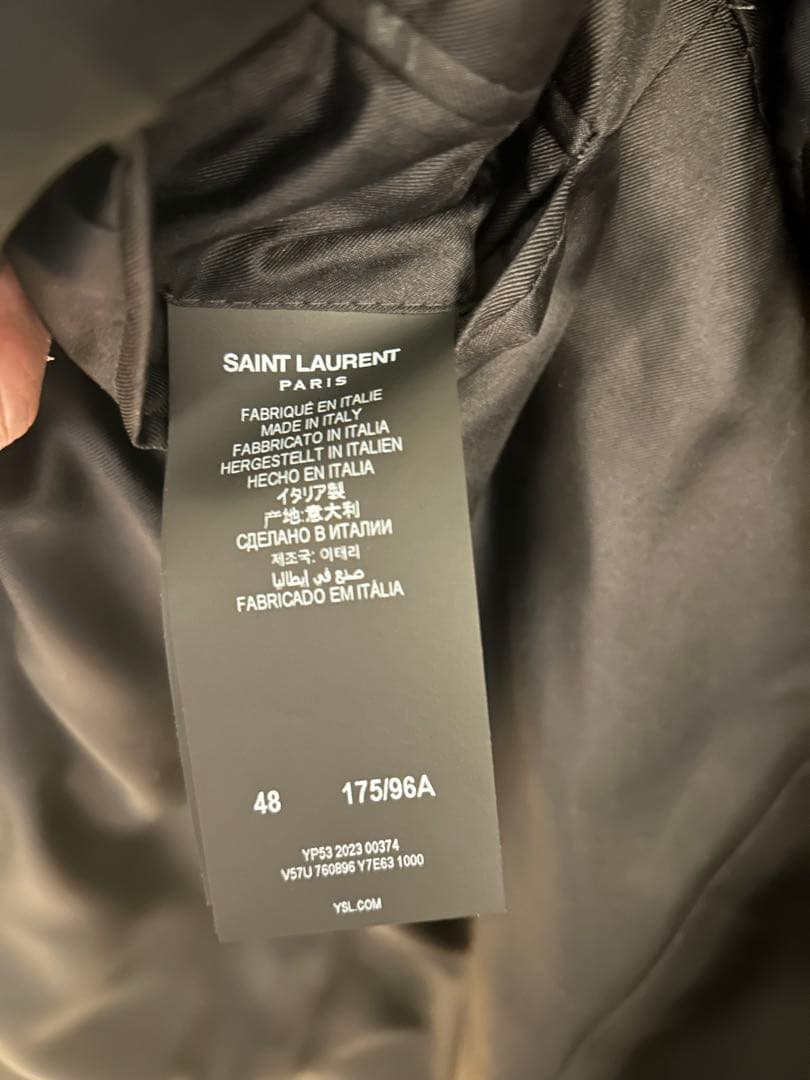 SAINT LAURENT
PARIS
FABRIQUÉ EN ITALIE
MADE IN ITALY
FABBRICATO IN ITALIA
HERGESTELLT IN ITALIEN
HECHO EN ITALIA
イタリア製
产地:意大利
СДЕЛАНО В ИТАЛИИ
제조국: 이테리
صنع في إيطاليا
FABRICADO EM ITÁLIA
48 175/96A
YP53 2023 00374
V57U 760896 Y7E63 1000
YSL.COM